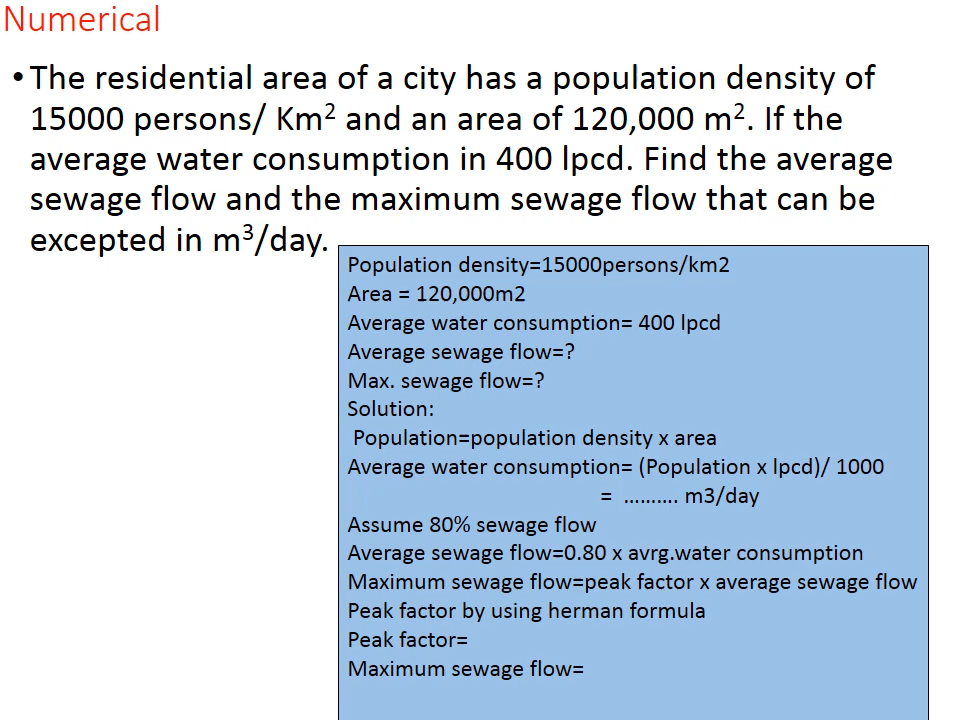 Numerical
• The residential area of a city has a population density of
15000 persons/ Km² and an area of 120,000 m². If the
average water consumption in 400 lpcd. Find the average
sewage flow and the maximum sewage flow that can be
excepted in m³/day.
Population density=15000persons/km2
Area = 120,000m2
Average water consumption= 400 lpcd
Average sewage flow=?
Max. sewage flow=?
Solution:
Population=population density x area
Average water consumption= (Population x lpcd)/ 1000
= .......... m3/day
Assume 80% sewage flow
Average sewage flow=0.80 x avrg.water consumption
Maximum sewage flow=peak factor x average sewage flow
Peak factor by using herman formula
Peak factor=
Maximum sewage flow=